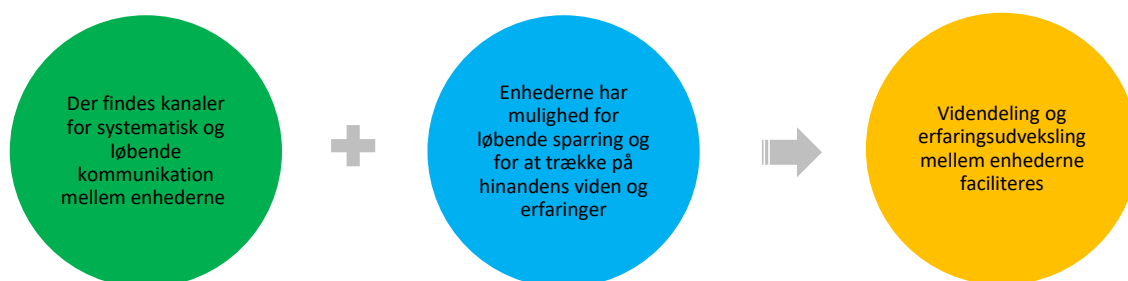 Der findes kanaler
for systematisk og
løbende
kommunikation
mellem enhederne
Enhederne har
mulighed for
løbende sparring og
for at trække på
hinandens viden og
erfaringer
Videndeling og
erfaringsudveksling
mellem enhederne
faciliteres